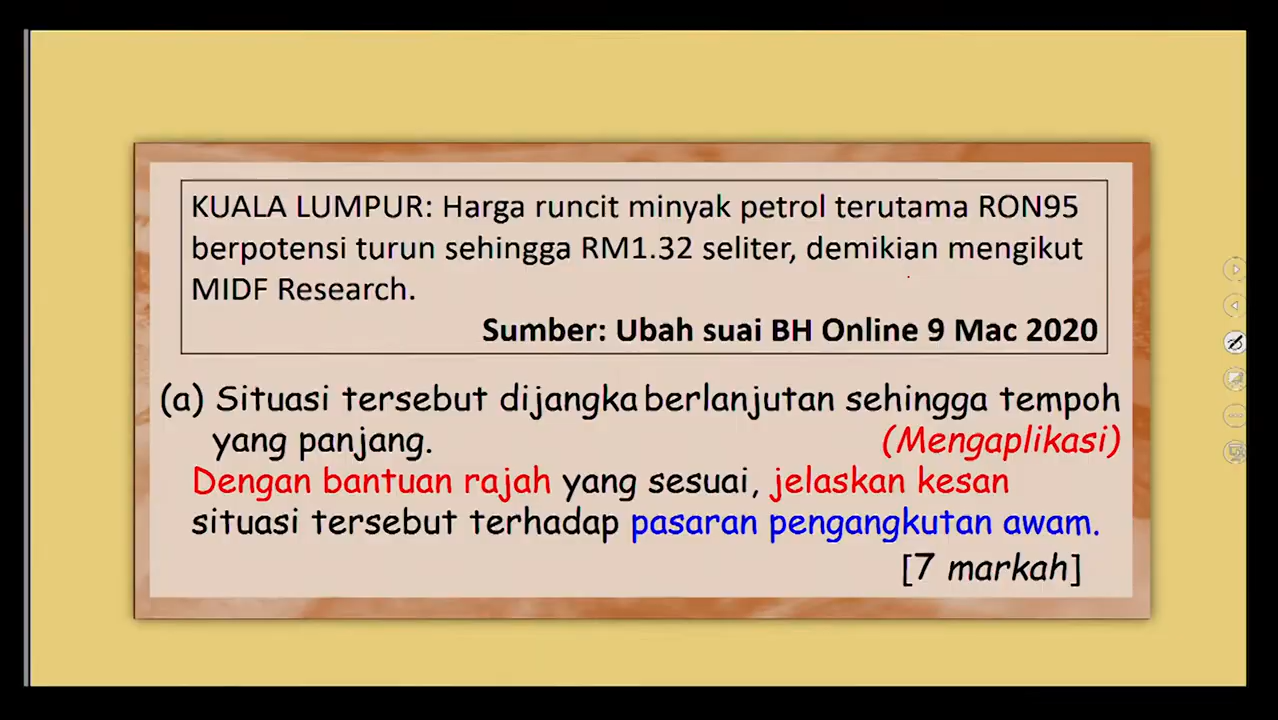 KUALA LUMPUR: Harga runcit minyak petrol terutama RON95
berpotensi turun sehingga RM1.32 seliter, demikian mengikut
MIDF Research.
Sumber: Ubah suai BH Online 9 Mac 2020
(a) Situasi tersebut dijangka berlanjutan sehingga tempoh
yang panjang. (Mengaplikasi)
Dengan bantuan rajah yang sesuai, jelaskan kesan
situasi tersebut terhadap pasaran pengangkutan awam.
[7 markah]